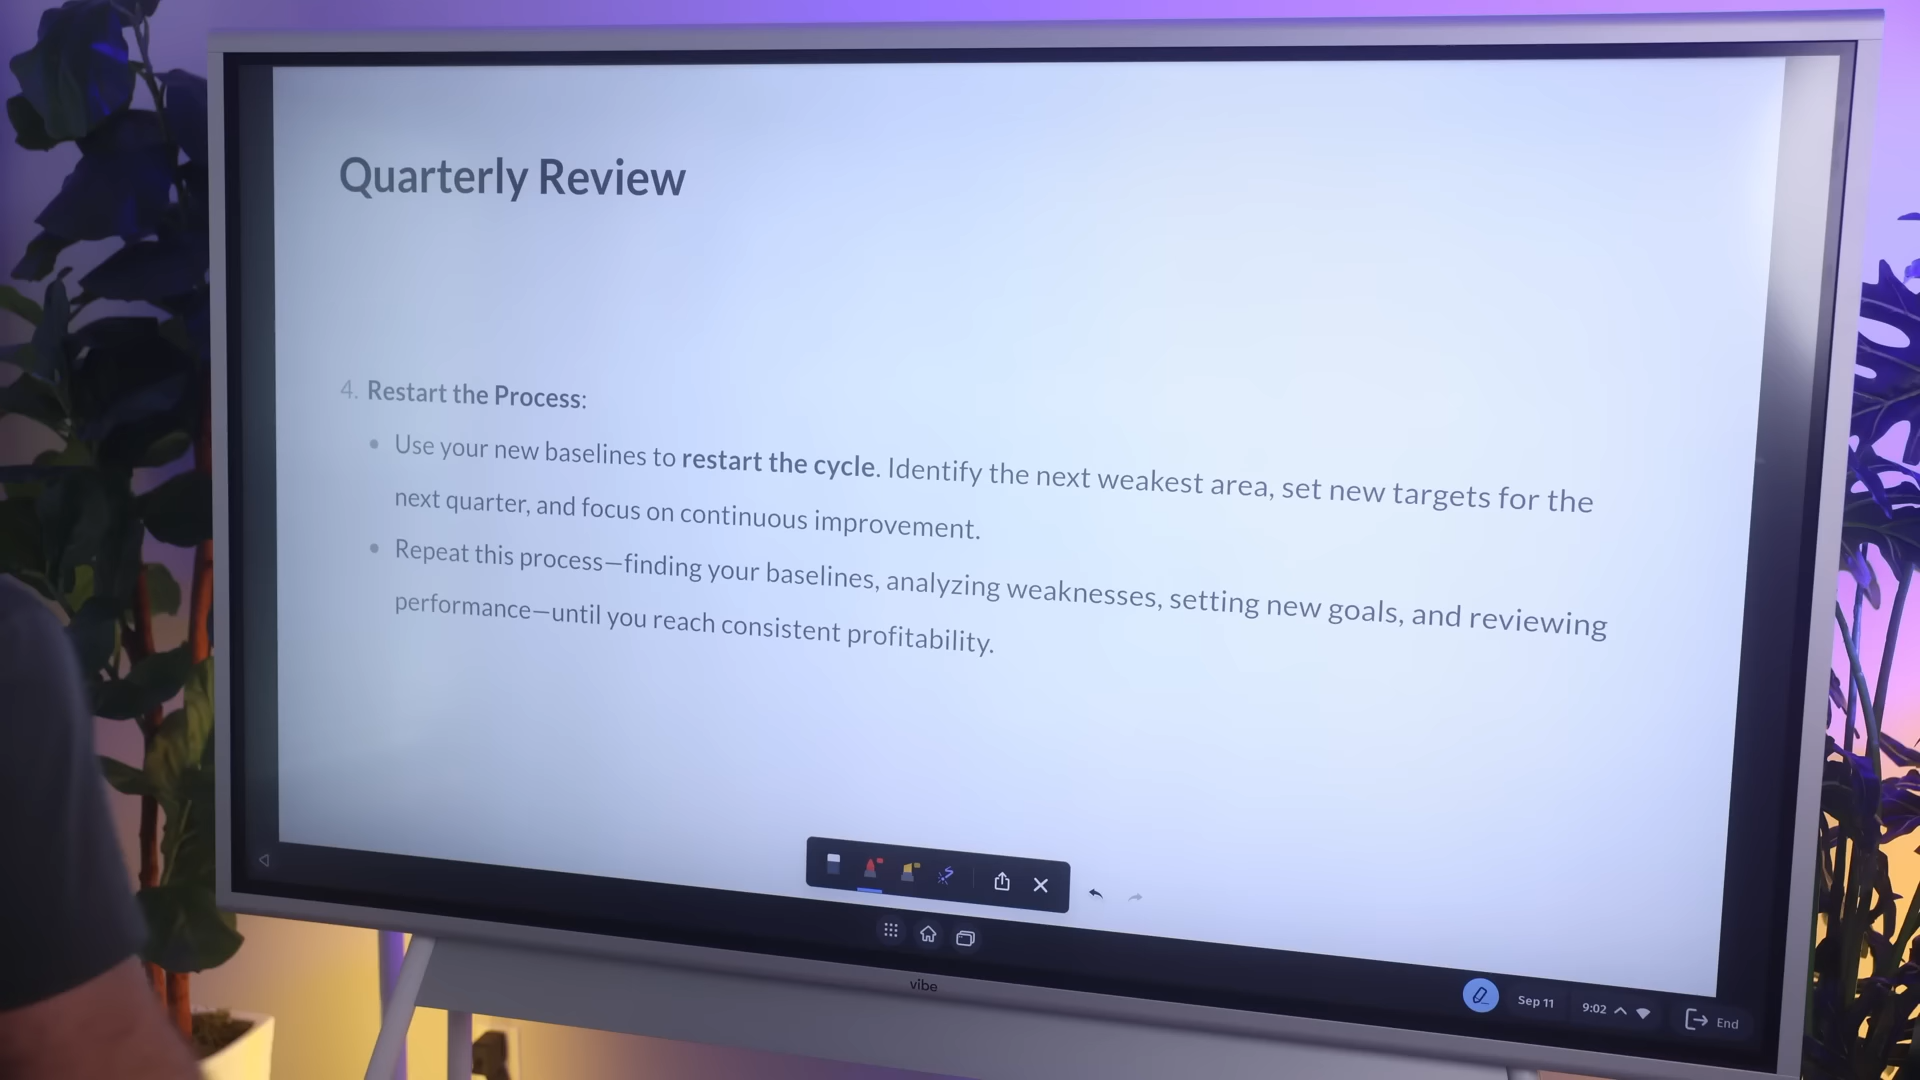 Quarterly Review
4. Restart the Process:
• Use your new baselines to restart the cycle. Identify the next weakest area, set new targets for the
next quarter, and focus on continuous improvement.
• Repeat this process—finding your baselines, analyzing weaknesses, setting new goals, and reviewing
performance—until you reach consistent profitability.
vibe
Sep 11
9:02
End